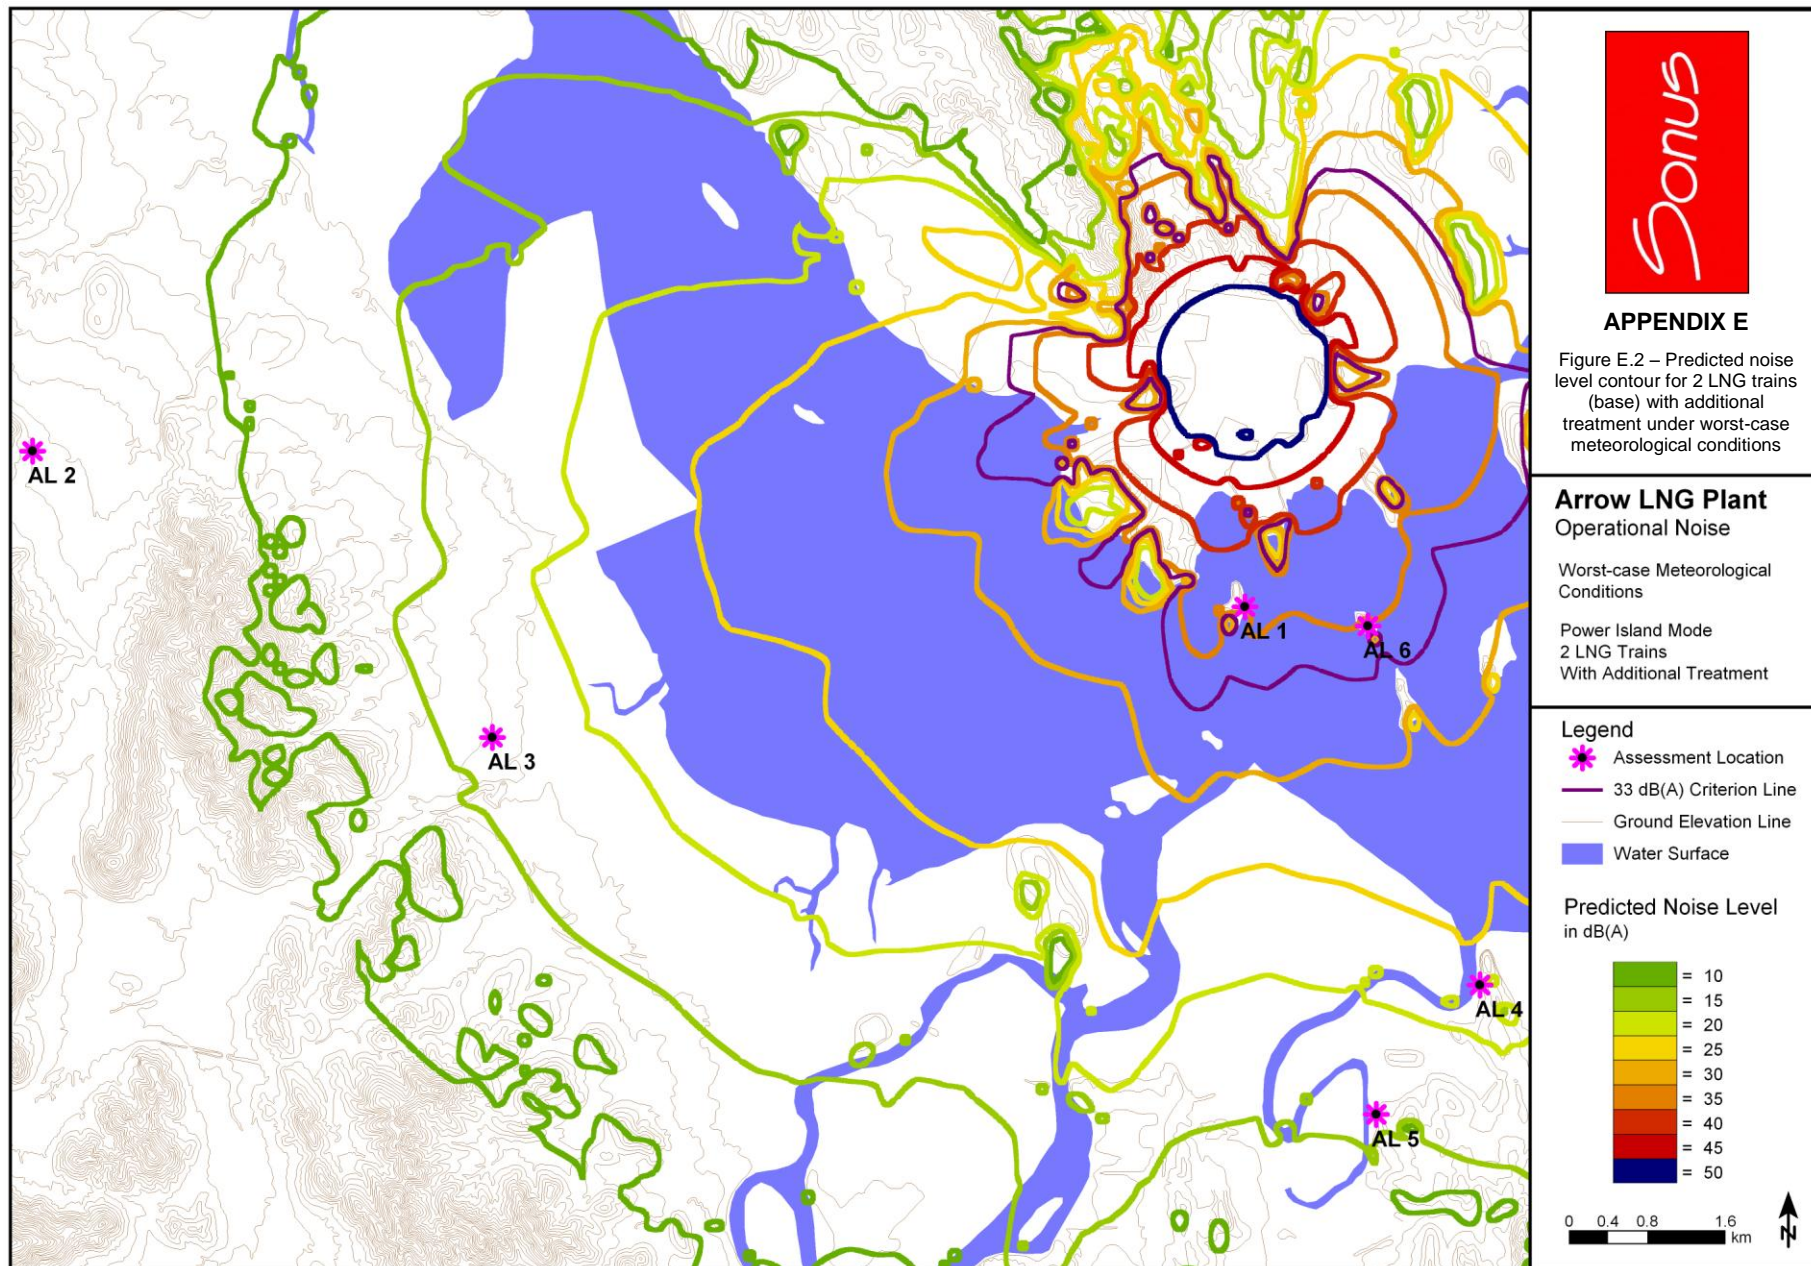 Sonus
APPENDIX E
Figure E.2 – Predicted noise
level contour for 2 LNG trains
(base) with additional
treatment under worst-case
meteorological conditions
Arrow LNG Plant
Operational Noise
Worst-case Meteorological
Conditions
Power Island Mode
2 LNG Trains
With Additional Treatment
Legend
Assessment Location
33 dB(A) Criterion Line
Ground Elevation Line
Water Surface
Predicted Noise Level
in dB(A)
= 10
= 15
= 20
= 25
= 30
= 35
= 40
= 45
= 50
0 0.4 0.8 1.6
km
N
AL 2
AL 1
AL 6
AL 3
AL 4
AL 5